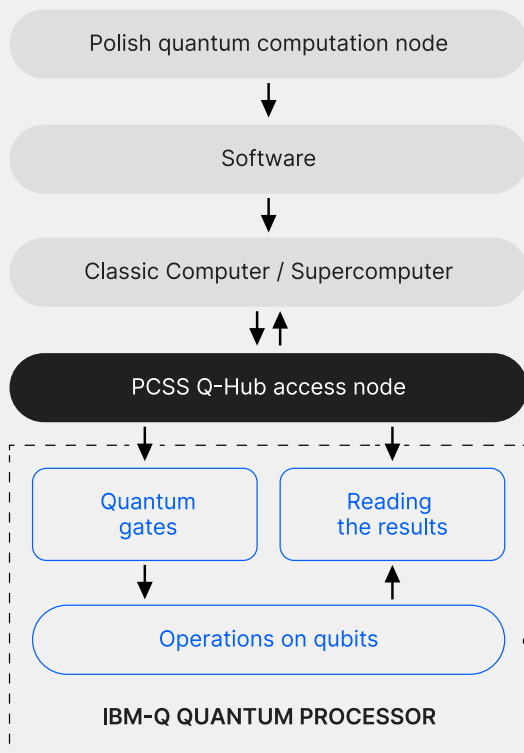 Polish quantum computation node
Software
Classic Computer / Supercomputer
PCSS Q-Hub access node
Quantum
gates
Reading
the results
Operations on qubits
IBM-Q QUANTUM PROCESSOR